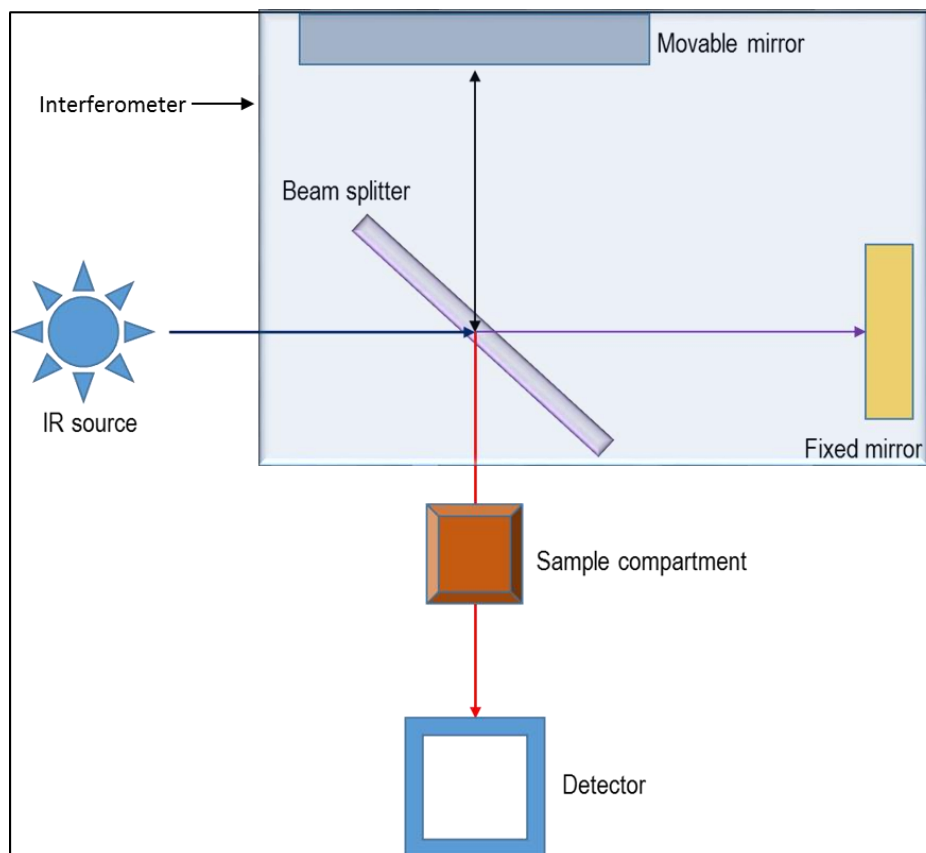 Movable mirror
Interferometer
Beam splitter
IR source
Fixed mirror
Sample compartment
Detector